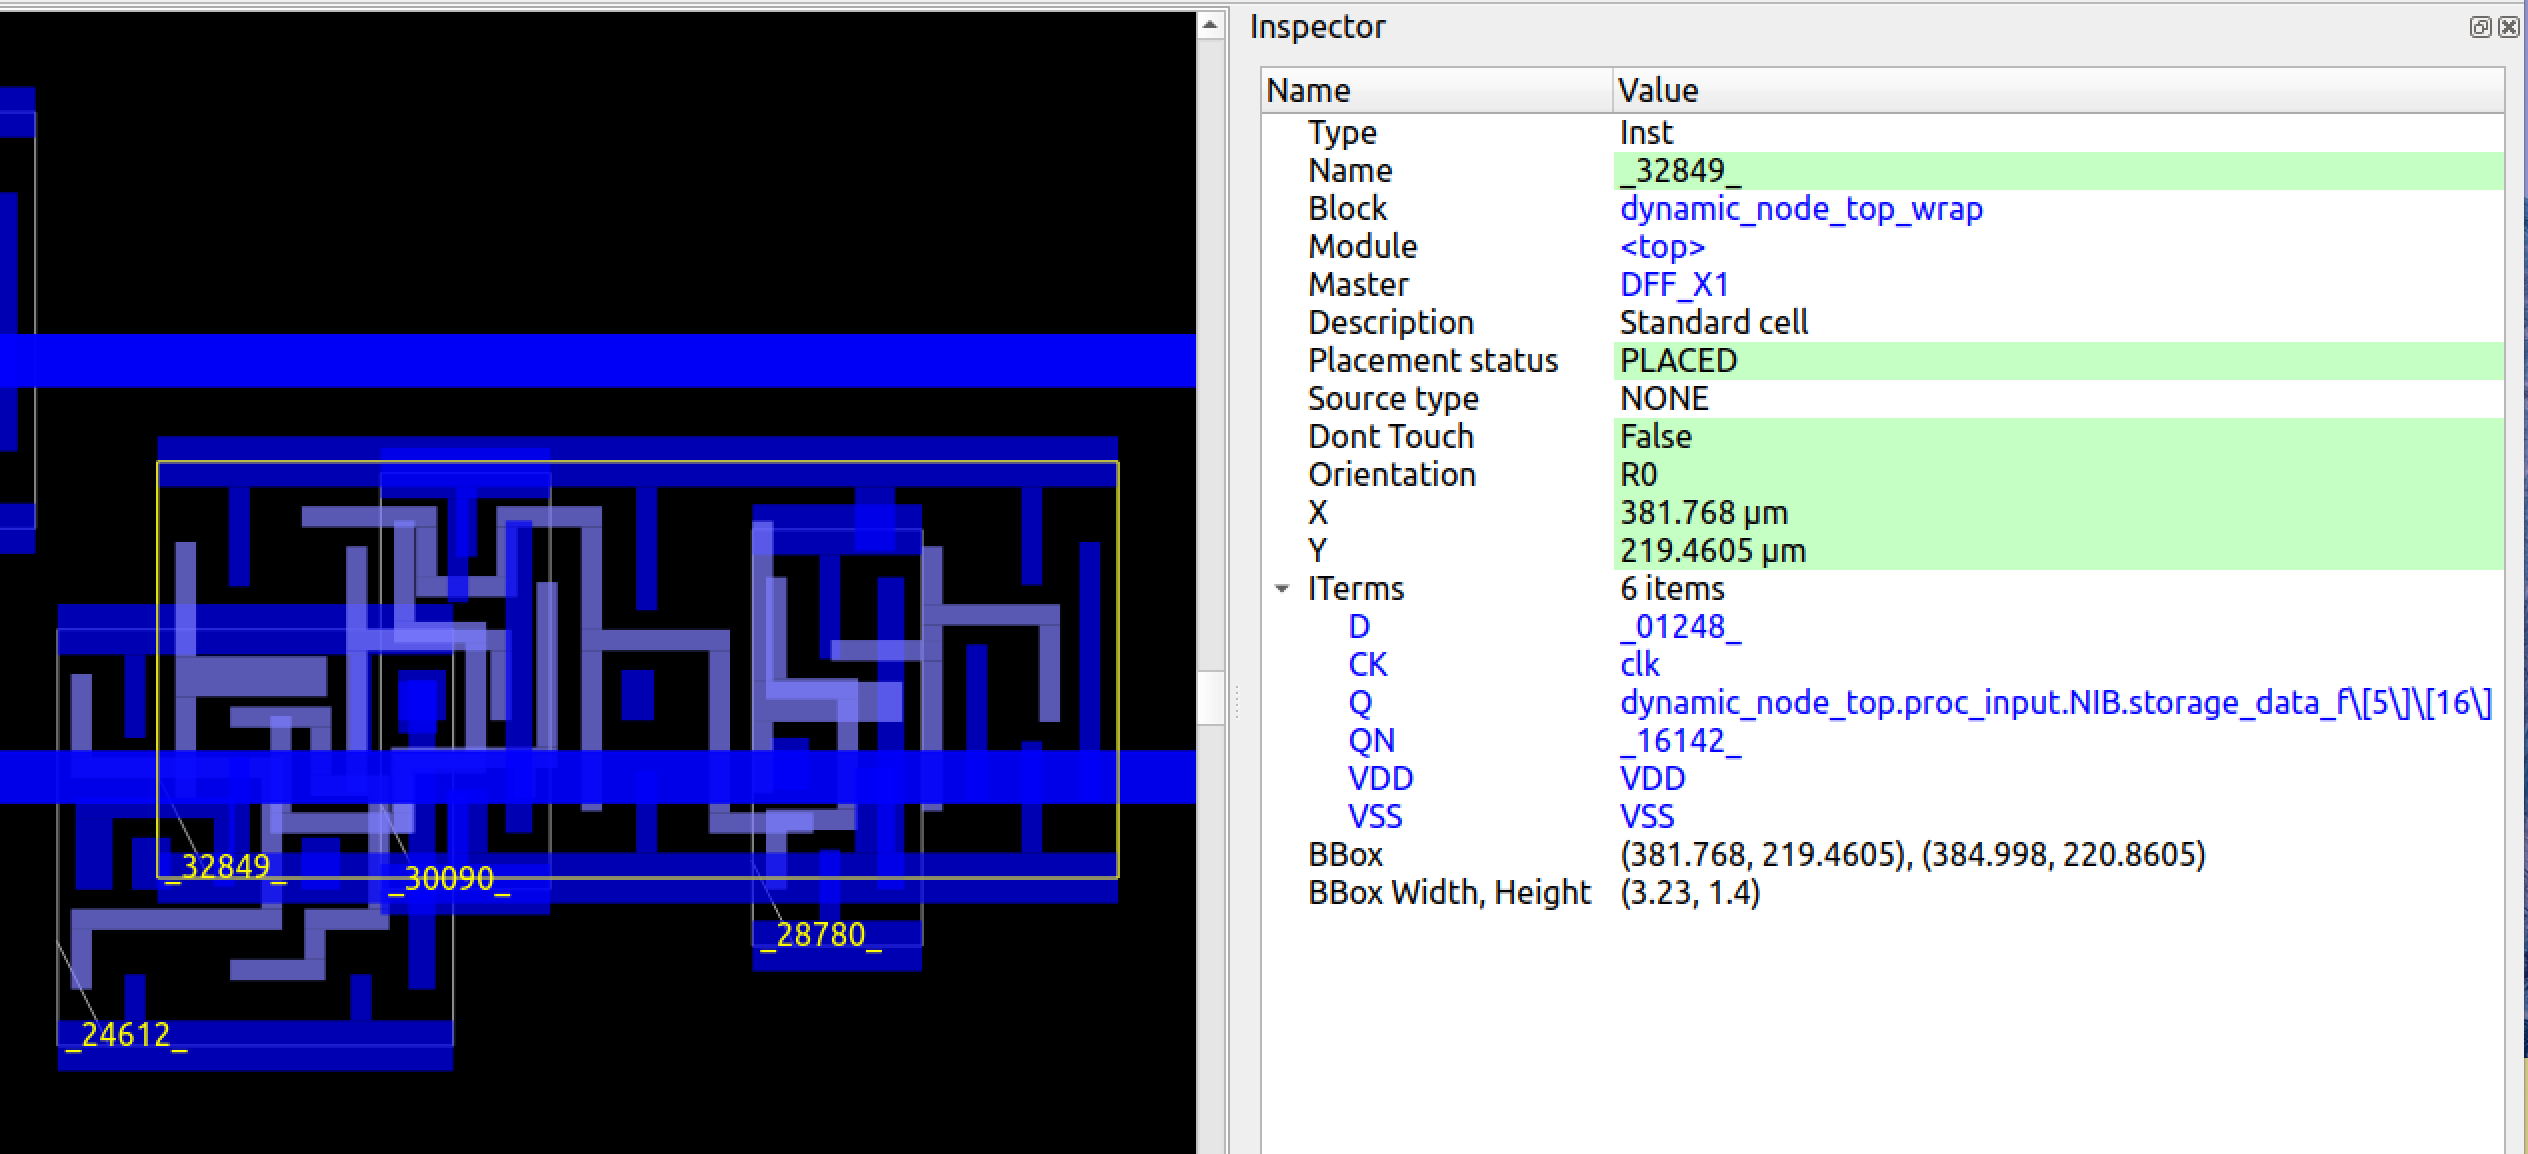 Inspector
Name Value
Type Inst
Name _32849_
Block dynamic_node_top_wrap
Module <top>
Master DFF_X1
Description Standard cell
Placement status PLACED
Source type NONE
Dont Touch False
Orientation R0
X 381.768 μm
Y 219.4605 μm
ITerms 6 items
D _01248_
CK clk
Q dynamic_node_top.proc_input.NIB.storage_data_f\[5\]\[16\]
QN _16142_
VDD VDD
VSS VSS
BBox (381.768, 219.4605), (384.998, 220.8605)
BBox Width, Height (3.23, 1.4)
_32849_
_30090_
_28780_
_24612_